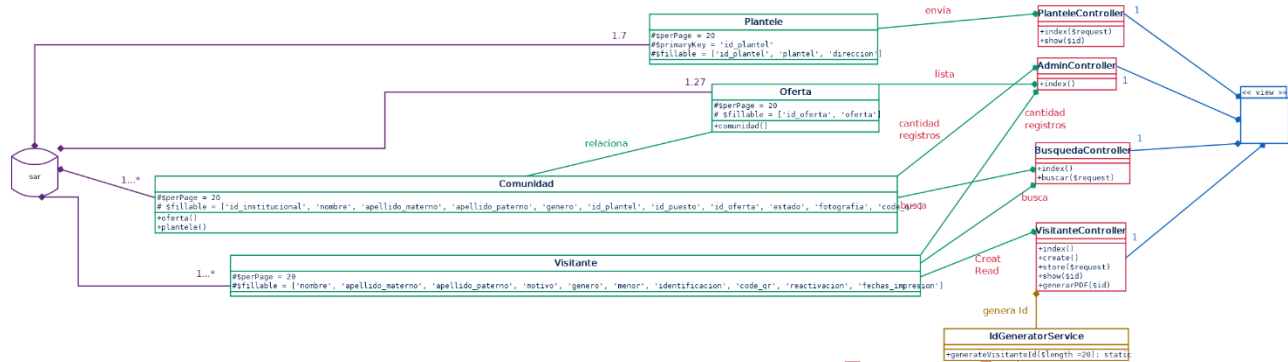 envía
Plantele
#$perPage = 20
#$primaryKey = 'id_plantel'
#$fillable = ['id_plantel', 'plantel', 'direccion']
PlanteleController
+index($request)
+show($id)
1
1.7
AdminController
+index()
1
lista
1.27
Oferta
#$perPage = 20
# $fillable = ['id_oferta', 'oferta']
+comunidad()
<< view >>
cantidad
registros
cantidad
registros
relaciona
BusquedaController
+index()
+buscar($request)
1
sar
1...*
Comunidad
#$perPage = 20
# $fillable = ['id_institucional', 'nombre', 'apellido_materno', 'apellido_paterno', 'genero', 'id_plantel', 'id_puesto', 'id_oferta', 'estado', 'fotografia', 'code_qr']
+oferta()
+plantele()
busca
busca
VisitanteController
+index()
+create()
+store($request)
+show($id)
+generarPDF($id)
1
1...*
Visitante
#$perPage = 20
#$fillable = ['nombre', 'apellido_materno', 'apellido_paterno', 'motivo', 'genero', 'menor', 'identificacion', 'code_qr', 'reactivacion', 'fechas_impresion']
Creat
Read
genera Id
IdGeneratorService
+generateVisitanteId($length =20): static